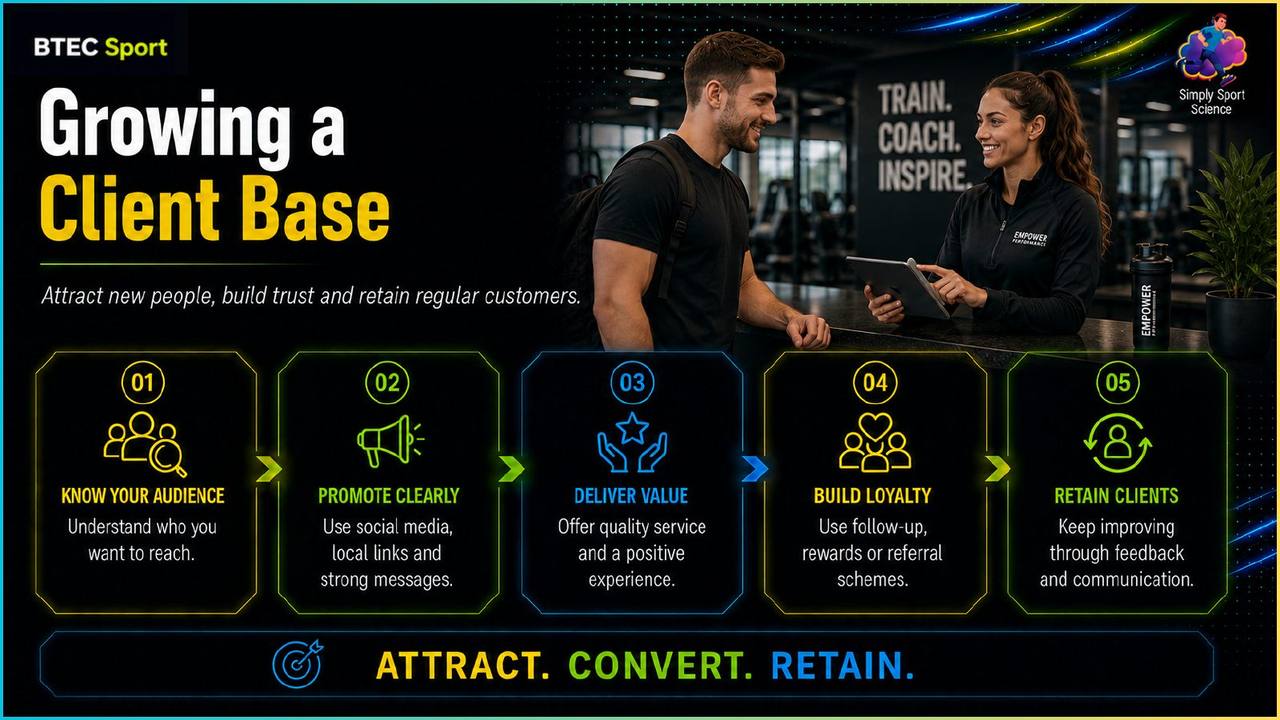 BTEC Sport
Growing a
Client Base
Attract new people, build trust and retain regular customers.
TRAIN.
COACH.
INSPIRE.
EMPOWER
PERFORMANCE
EMPOWER
Simply Sport
Science
01
KNOW YOUR AUDIENCE
Understand who you
want to reach.
02
PROMOTE CLEARLY
Use social media,
local links and
strong messages.
03
DELIVER VALUE
Offer quality service
and a positive
experience.
04
BUILD LOYALTY
Use follow-up,
rewards or referral
schemes.
05
RETAIN CLIENTS
Keep improving
through feedback
and communication.
ATTRACT. CONVERT. RETAIN.